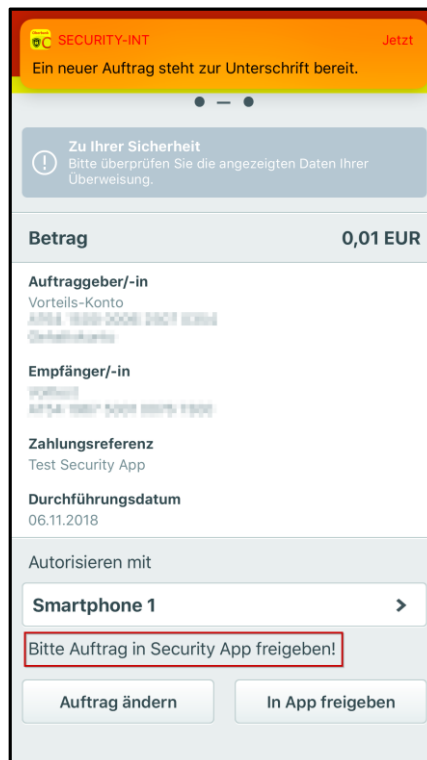 SECURITY-INT
Jetzt
Ein neuer Auftrag steht zur Unterschrift bereit.
Zu Ihrer Sicherheit
Bitte überprüfen Sie die angezeigten Daten Ihrer
Überweisung.
Betrag 0,01 EUR
Auftraggeber/-in
Vorteils-Konto
Empfänger/-in
Zahlungsreferenz
Test Security App
Durchführungsdatum
06.11.2018
Autorisieren mit
Smartphone 1
Bitte Auftrag in Security App freigeben!
Auftrag ändern
In App freigeben